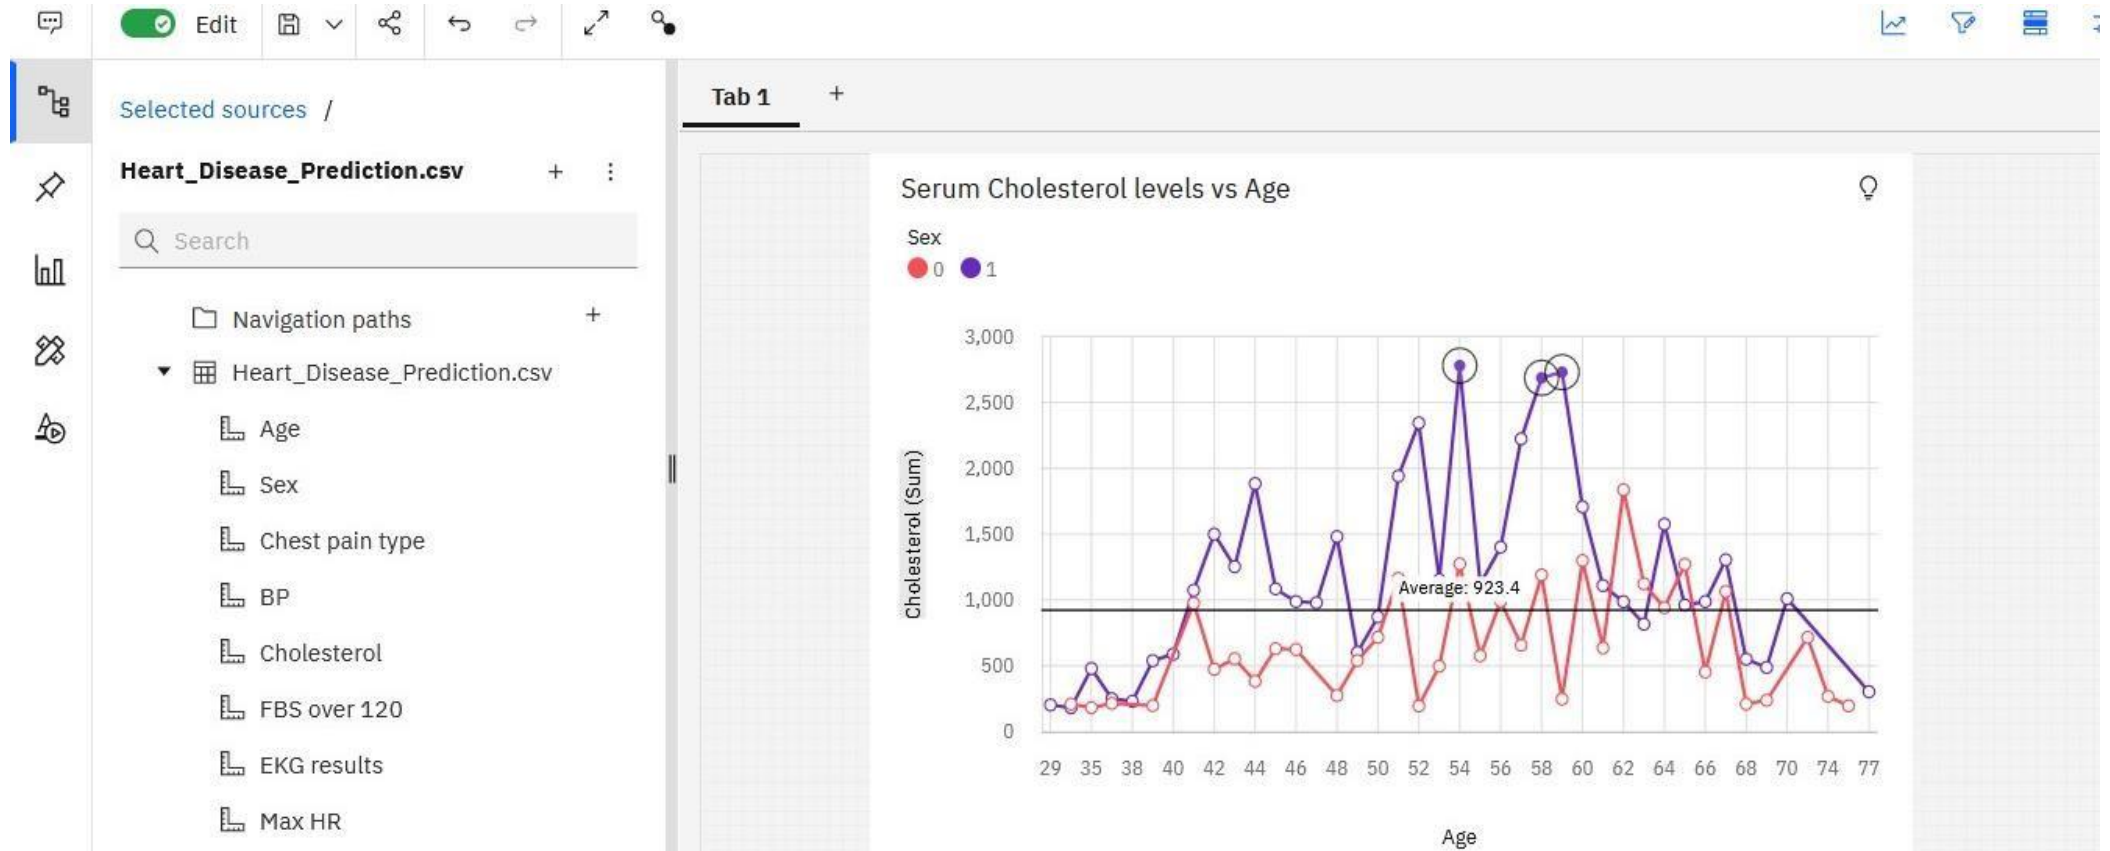 Edit
Selected sources /
Heart_Disease_Prediction.csv
Search
Navigation paths
Heart_Disease_Prediction.csv
Age
Sex
Chest pain type
BP
Cholesterol
FBS over 120
EKG results
Max HR
Tab 1
Serum Cholesterol levels vs Age
Sex
0 1
3,000
2,500
2,000
1,500
1,000
500
0
Cholesterol (Sum)
Average: 923.4
29 35 38 40 42 44 46 48 50 52 54 56 58 60 62 64 66 68 70 74 77
Age